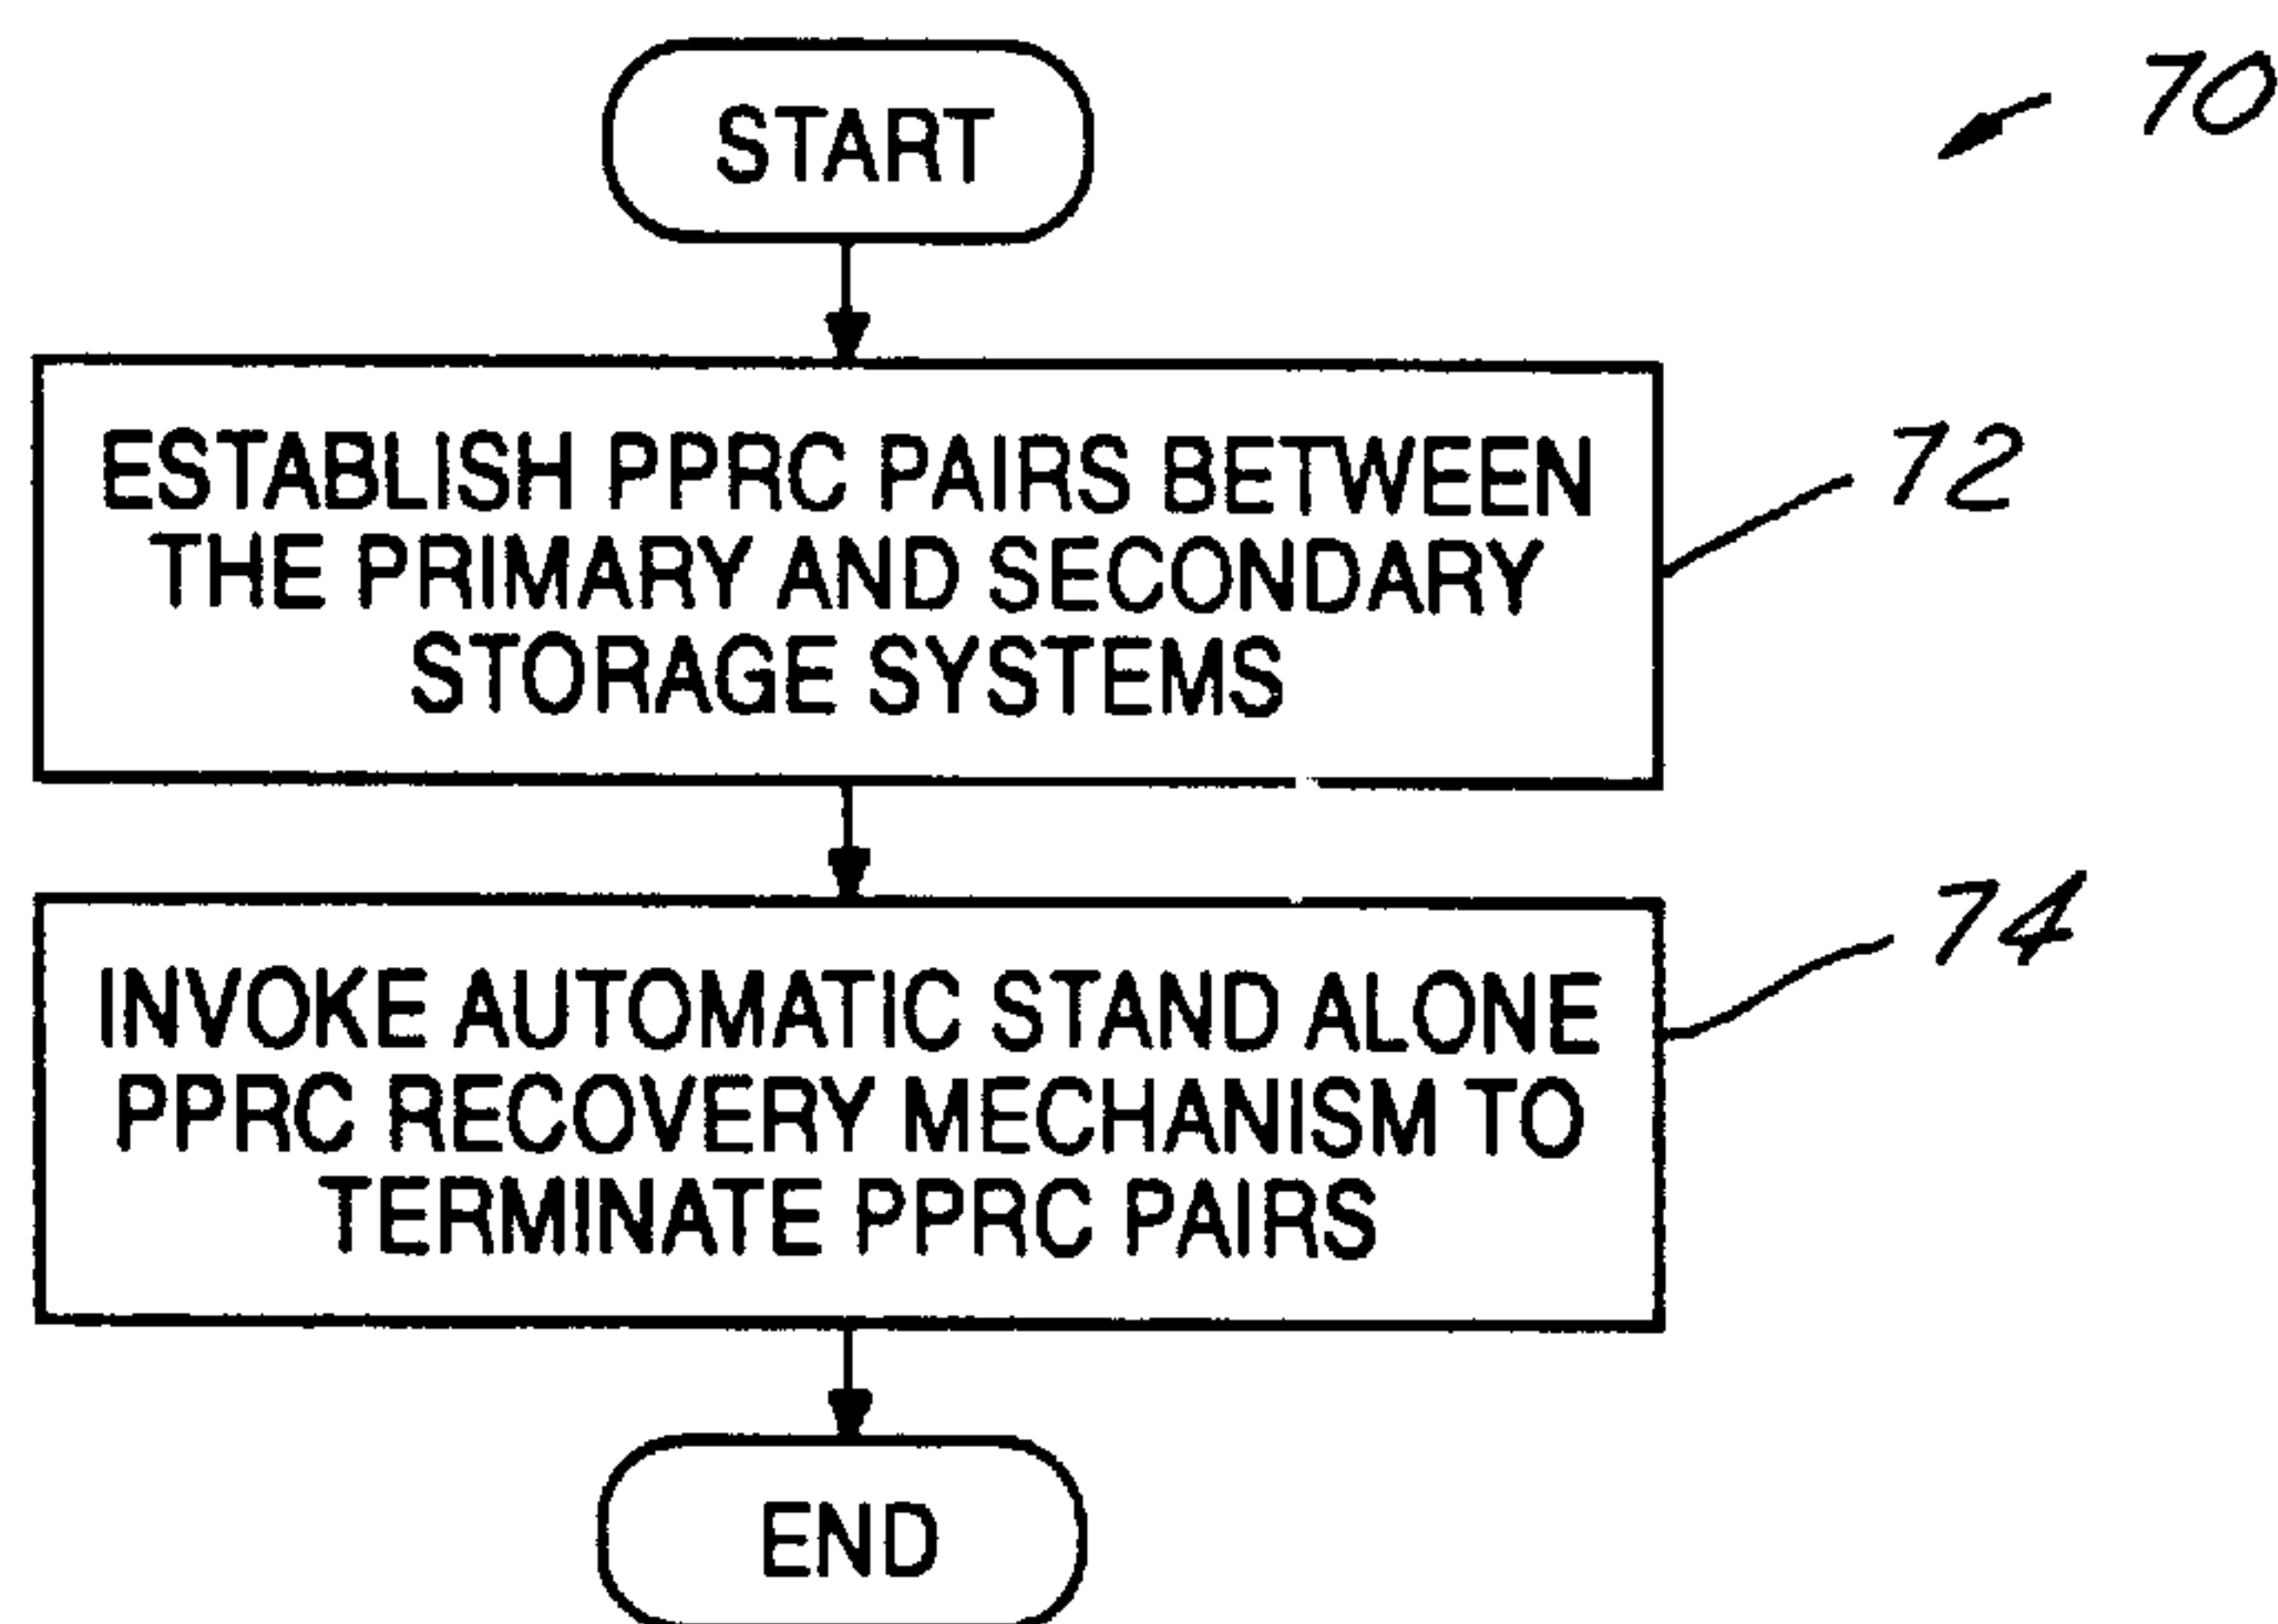 START
70
ESTABLISH PPRC PAIRS BETWEEN
THE PRIMARY AND SECONDARY
STORAGE SYSTEMS
72
INVOKE AUTOMATIC STAND ALONE
PPRC RECOVERY MECHANISM TO
TERMINATE PPRC PAIRS
74
END